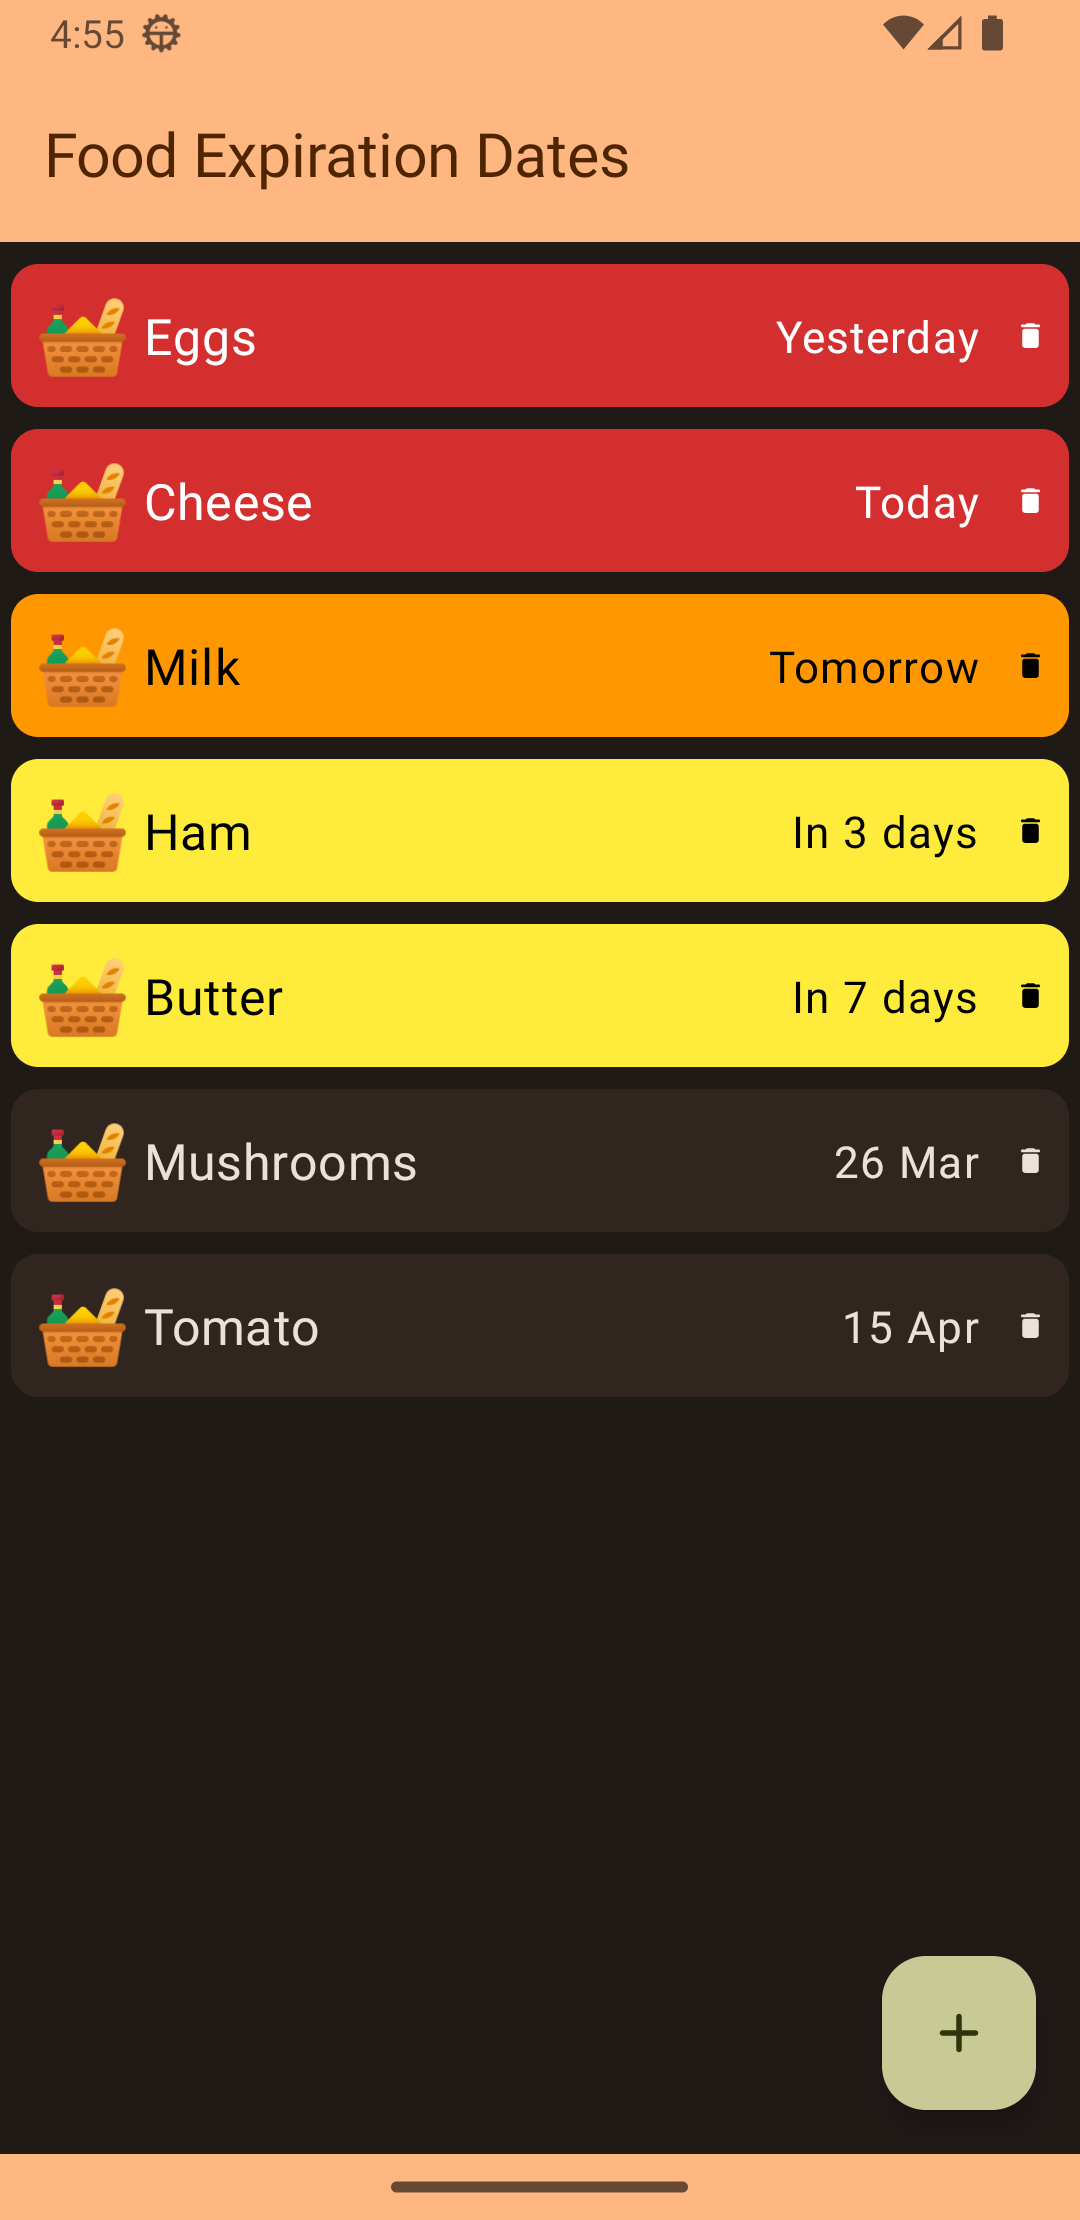 4:55
Food Expiration Dates
Eggs Yesterday
Cheese Today
Milk Tomorrow
Ham In 3 days
Butter In 7 days
Mushrooms 26 Mar
Tomato 15 Apr